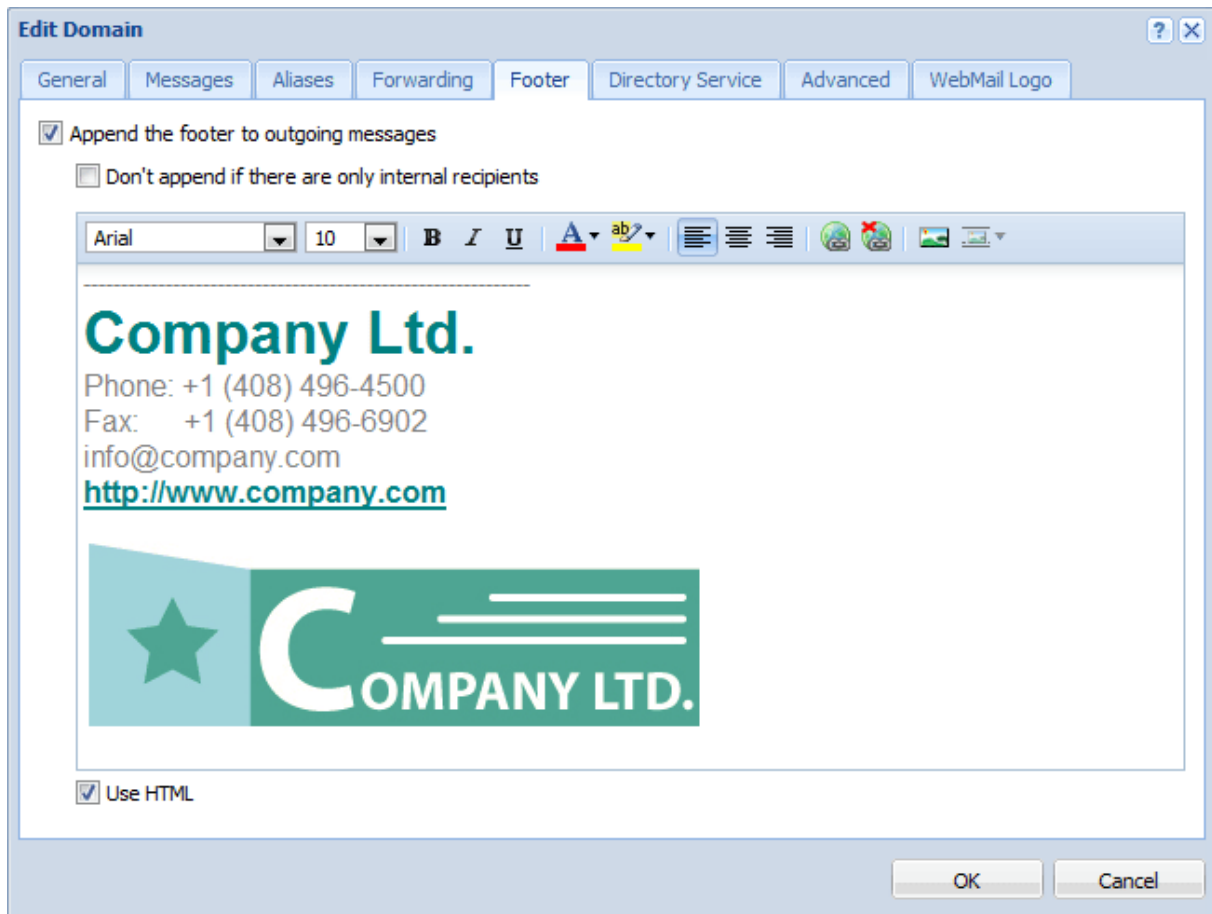 Edit Domain
General Messages Aliases Forwarding Footer Directory Service Advanced WebMail Logo
Append the footer to outgoing messages
Don't append if there are only internal recipients
Arial 10 B I U A ab
------------------------------------------------------------
Company Ltd.
Phone: +1 (408) 496-4500
Fax: +1 (408) 496-6902
info@company.com
http://www.company.com
COMPANY LTD.
Use HTML
OK Cancel